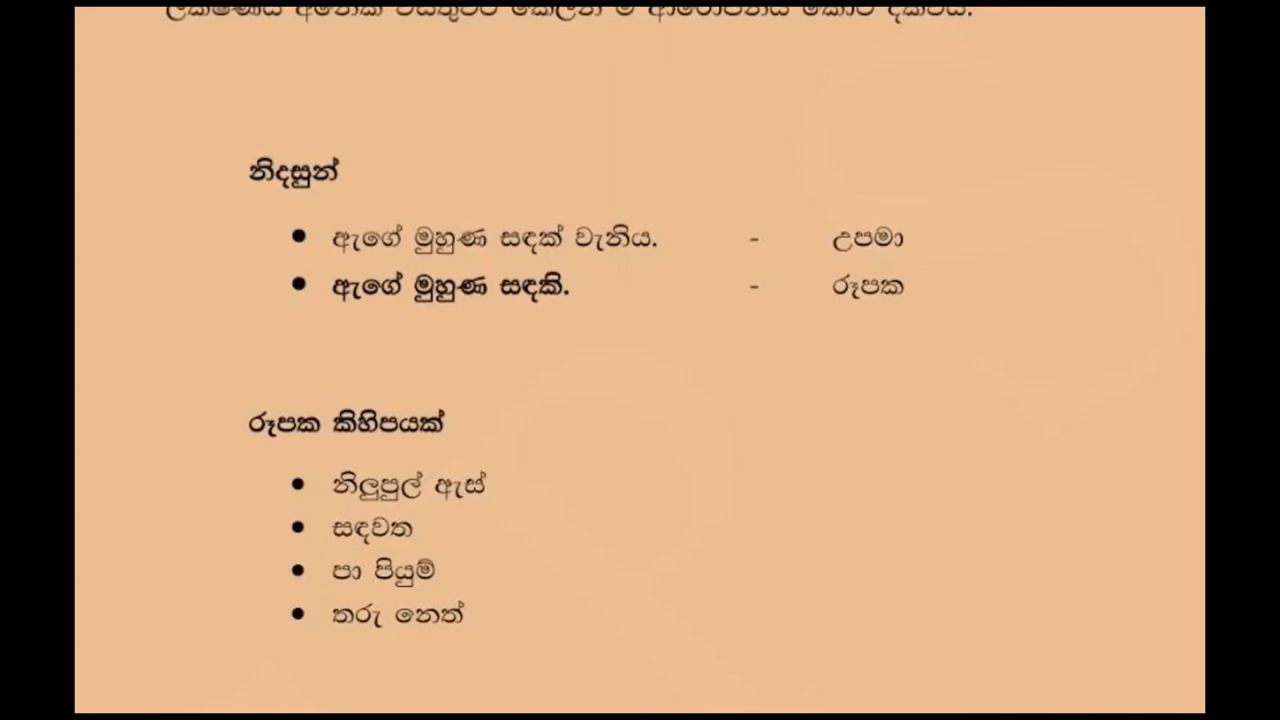 නිදසුන්
● ඇගේ මුහුණ සඳක් වැනිය. - උපමා
● ඇගේ මුහුණ සඳකි. - රූපක
රූපක කිහිපයක්
● නිලුපුල් ඇස්
● සඳවත
● පා පියුම්
● තරු නෙත්